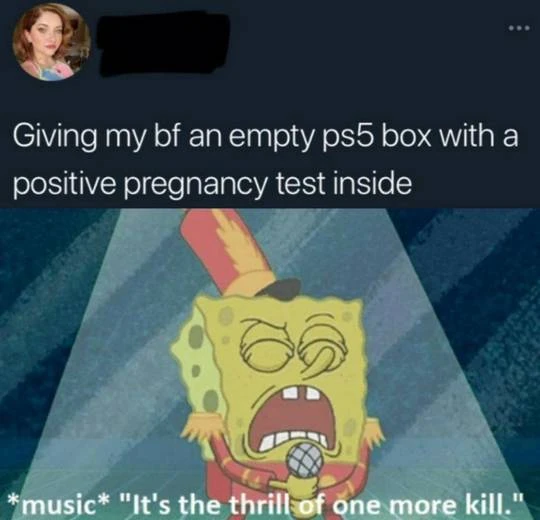 Giving my bf an empty ps5 box with a
positive pregnancy test inside
*music* "It's the thrill of one more kill."